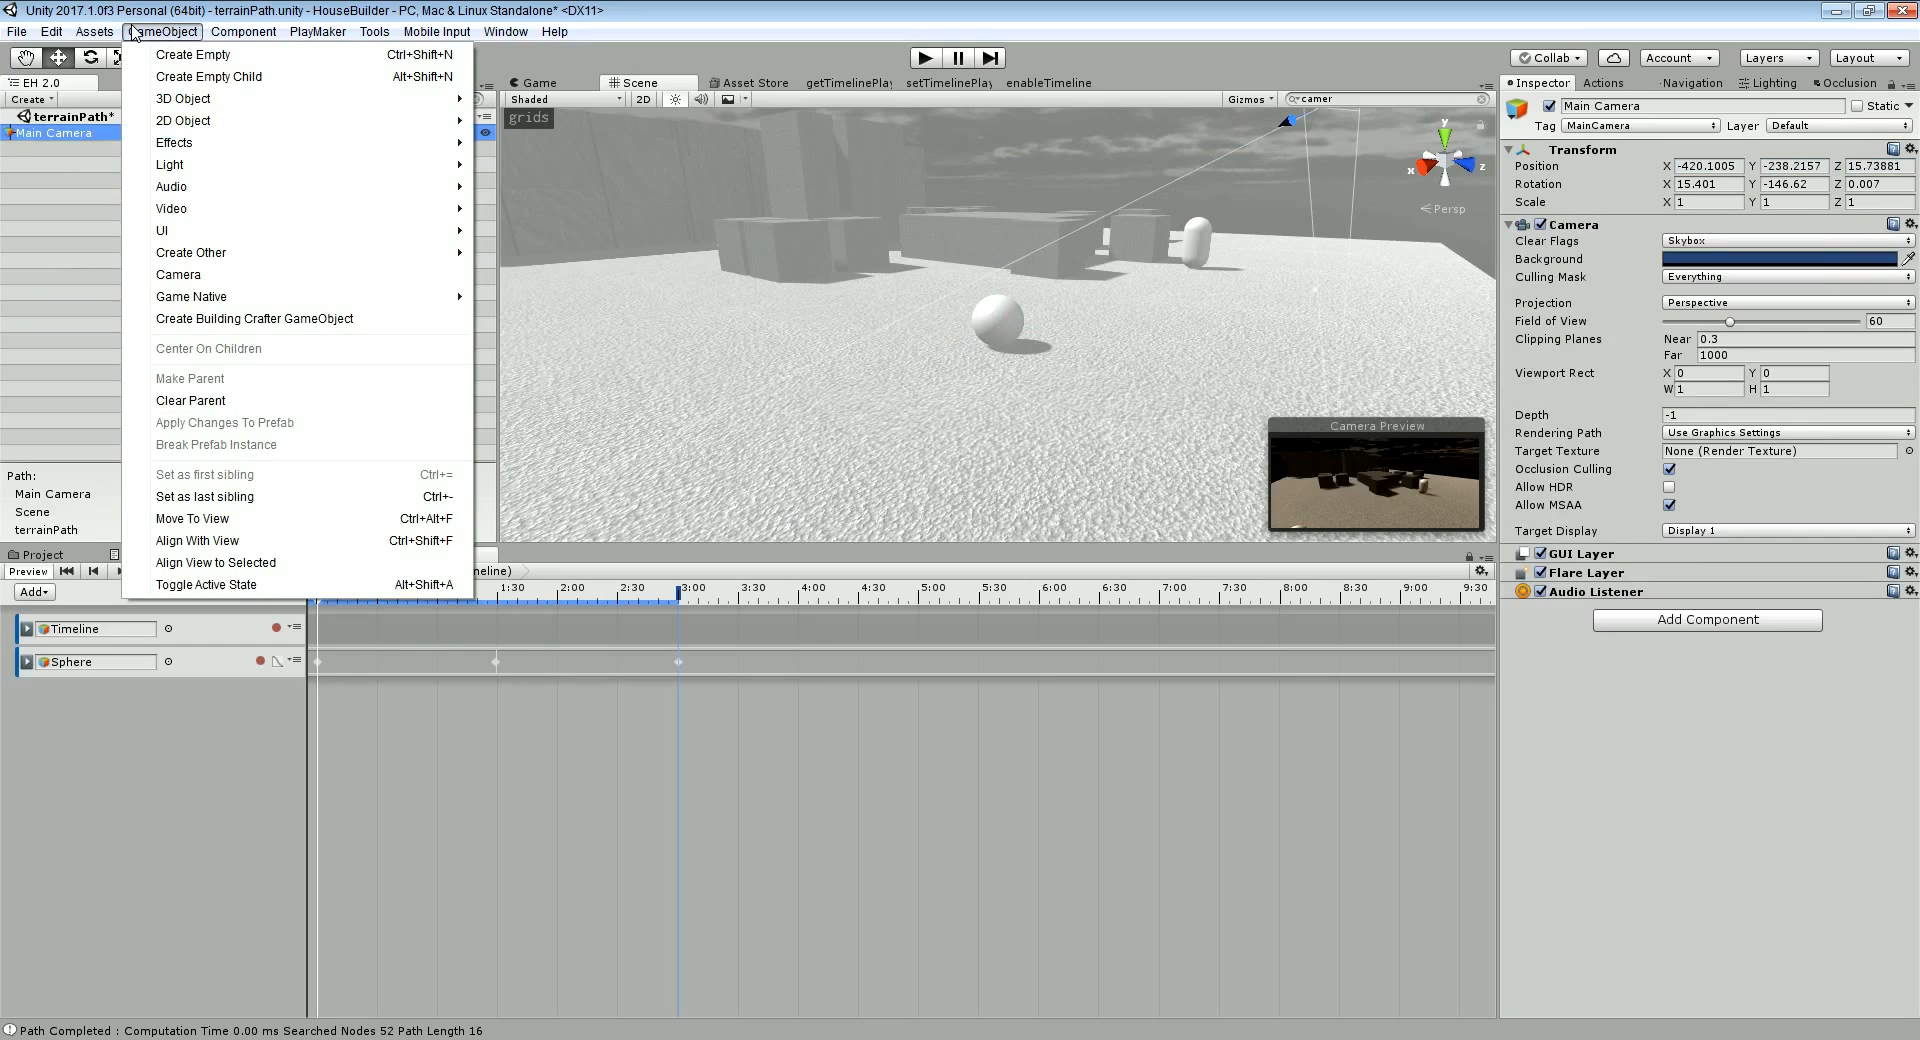 Unity 2017.1.0f3 Personal (64bit) - terrainPath.unity - HouseBuilder - PC, Mac & Linux Standalone* <DX11>
File Edit Assets GameObject Component PlayMaker Tools Mobile Input Window Help
Collab Account Layers Layout
EH 2.0
Create
terrainPath*
Main Camera
Create Empty Ctrl+Shift+N
Create Empty Child Alt+Shift+N
3D Object
2D Object
Effects
Light
Audio
Video
UI
Create Other
Camera
Game Native
Create Building Crafter GameObject
Center On Children
Make Parent
Clear Parent
Apply Changes To Prefab
Break Prefab Instance
Set as first sibling Ctrl+=
Set as last sibling Ctrl+-
Move To View Ctrl+Alt+F
Align With View Ctrl+Shift+F
Align View to Selected
Toggle Active State Alt+Shift+A
Path:
Main Camera
Scene
terrainPath
Game Scene Asset Store getTimelinePla setTimelinePla enableTimeline
Shaded 2D Gizmos camer
grids
y
x z
Persp
Camera Preview
Inspector Actions Navigation Lighting Occlusion
Main Camera Static
Tag MainCamera Layer Default
Transform
Position X -420.1005 Y -238.2157 Z 15.73881
Rotation X 15.401 Y -146.62 Z 0.007
Scale X 1 Y 1 Z 1
Camera
Clear Flags Skybox
Background
Culling Mask Everything
Projection Perspective
Field of View 60
Clipping Planes Near 0.3
Far 1000
Viewport Rect X 0 Y 0
W 1 H 1
Depth -1
Rendering Path Use Graphics Settings
Target Texture None (Render Texture)
Occlusion Culling
Allow HDR
Allow MSAA
Target Display Display 1
GUI Layer
Flare Layer
Audio Listener
Add Component
Project
Preview neline)
Add
1:30 2:00 2:30 3:00 3:30 4:00 4:30 5:00 5:30 6:00 6:30 7:00 7:30 8:00 8:30 9:00 9:30
Timeline
Sphere
Path Completed : Computation Time 0.00 ms Searched Nodes 52 Path Length 16